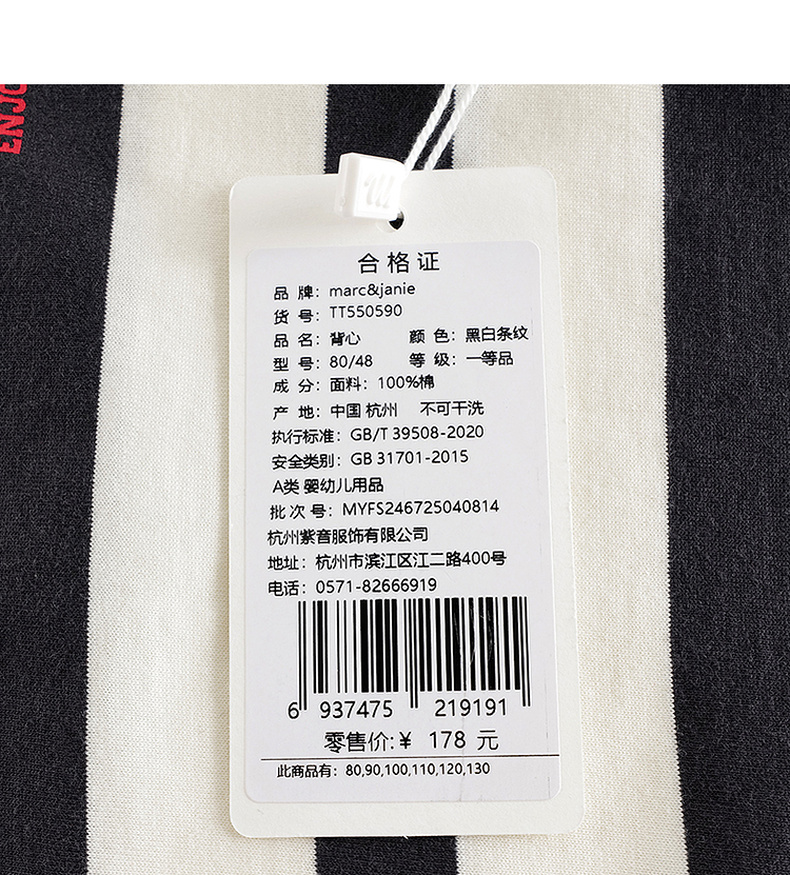 ENJO
合格证
品 牌：marc&janie
货 号：TT550590
品 名：背心 颜 色：黑白条纹
型 号：80/48 等 级：一等品
成 分：面料：100%棉
产 地：中国 杭州 不可干洗
执行标准：GB/T 39508-2020
安全类别：GB 31701-2015
A类 婴幼儿用品
批 次 号：MYFS246725040814
杭州紫音服饰有限公司
地址：杭州市滨江区江二路400号
电话：0571-82666919
6 937475 219191
零售价:￥ 178 元
此商品有：80,90,100,110,120,130